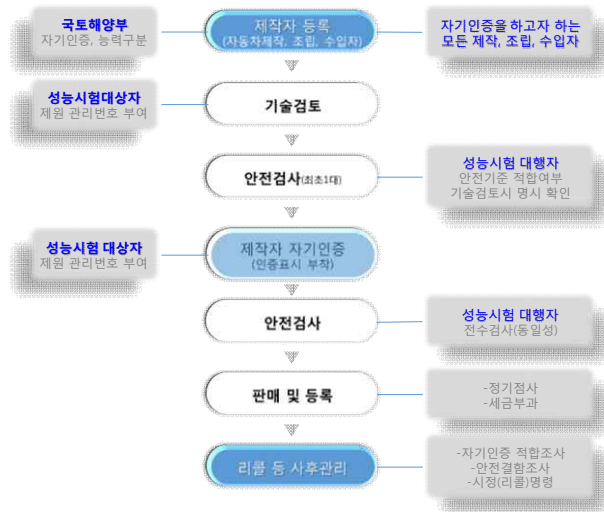 국토해양부
자기인증, 능력구분
제작자 등록
(자동차제작, 조립, 수입자)
자기인증을 하고자 하는
모든 제작, 조립, 수입자
성능시험대상자
제원 관리번호 부여
기술검토
안전검사(최초1대)
성능시험 대행자
안전기준 적합여부
기술검토시 명시 확인
성능시험 대상자
제원 관리번호 부여
제작자 자기인증
(인증표시 부착)
안전검사
성능시험 대행자
전수검사(동일성)
판매 및 등록
-정기점사
-세금부과
리콜 등 사후관리
-자기인증 적합조사
-안전결함조사
-시정(리콜)명령